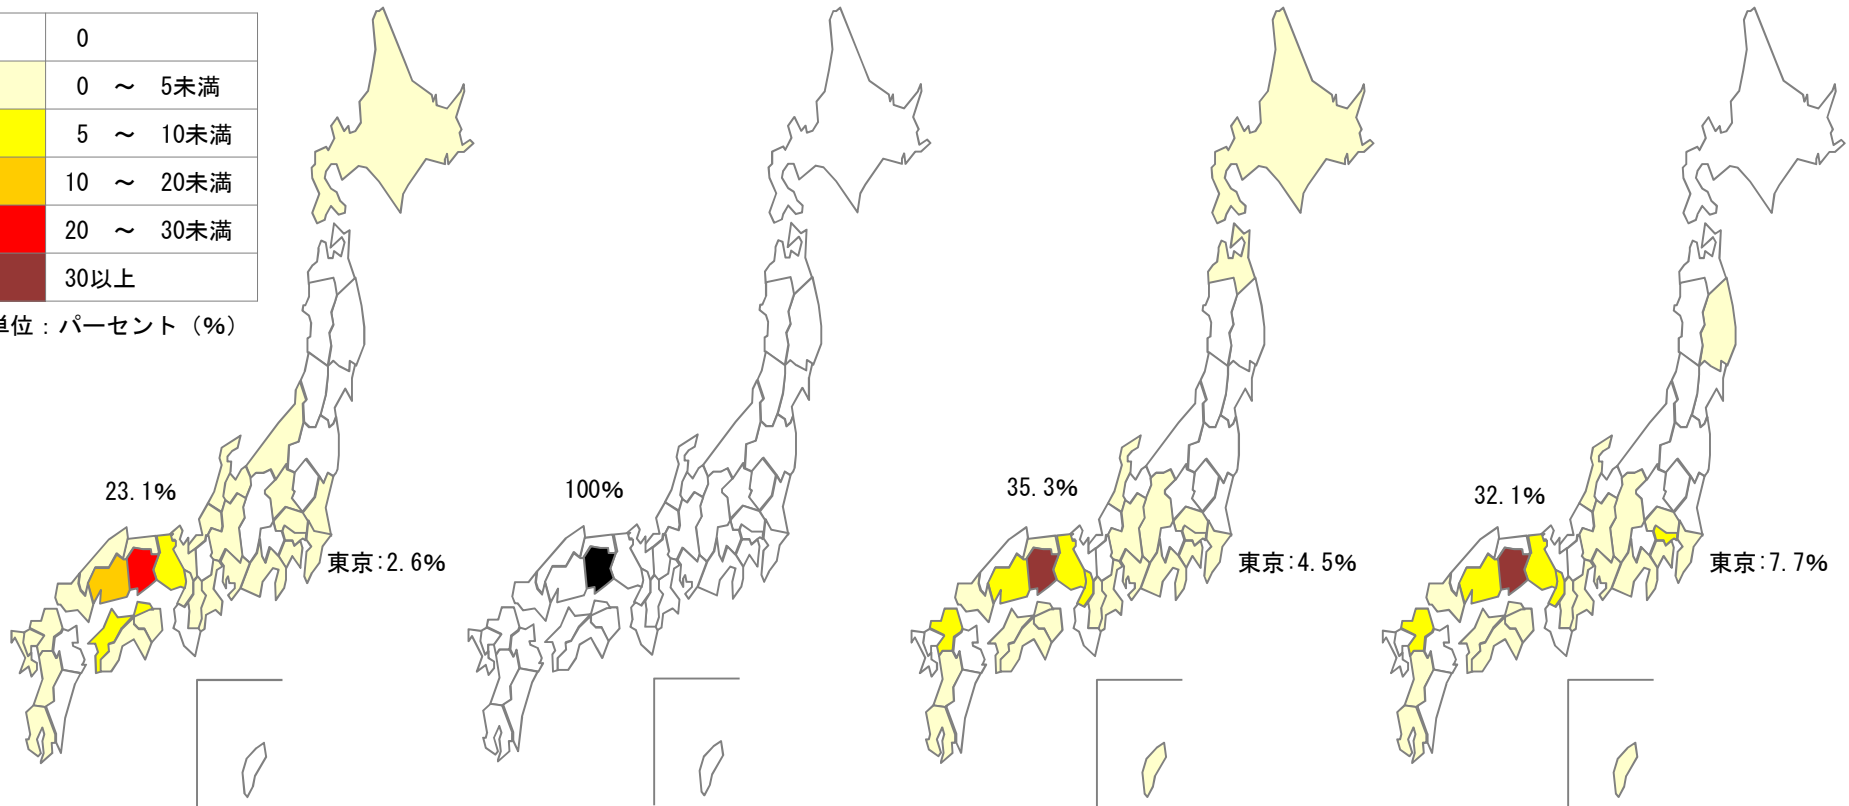 0
0 ～ 5未満
5 ～ 10未満
10 ～ 20未満
20 ～ 30未満
30以上
単位：パーセント（%）
23.1%
東京:2.6%
100%
35.3%
東京:4.5%
32.1%
東京:7.7%